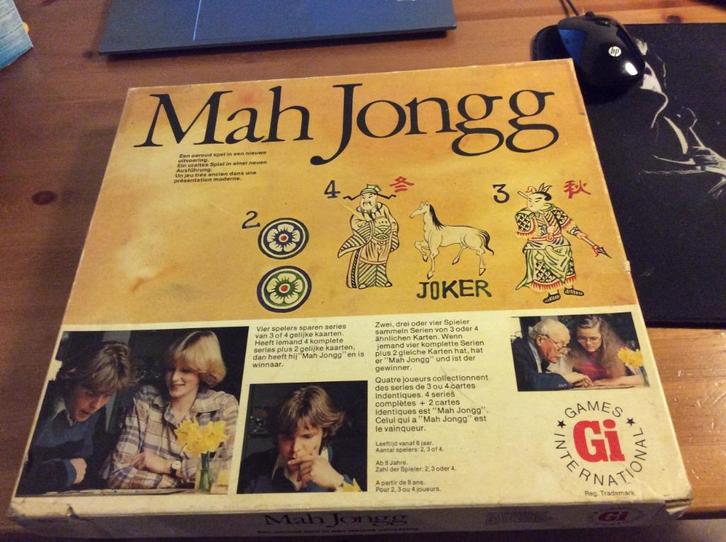 Mah Jongg
Een oeroud spel in een nieuwe
uitvoering.
Ein uraltes Spiel in einer neuen
Ausführung.
Un jeu très ancien dans une
présentation moderne.
2
4 冬
3 秋
JOKER
Vier spelers sparen series
van 3 of 4 gelijke kaarten.
Heeft iemand 4 komplete
series plus 2 gelijke kaarten,
dan heeft hij "Mah Jongg" en is
winnaar.
Zwei, drei oder vier Spieler
sammeln Serien von 3 oder 4
ähnlichen Karten. Wenn
jemand vier komplette Serien
plus 2 gleiche Karten hat, hat
er "Mah Jongg" und ist der
gewinner.
Quatre joueurs collectionnent
des series de 3 ou 4 cartes
indentiques. 4 series
complètes + 2 cartes
identiques est "Mah Jongg".
Celui qui a "Mah Jongg" est
le vainqueur.
Leeftijd vanaf 8 jaar.
Aantal spelers: 2, 3 of 4.
Ab 8 Jahre.
Zahl der Spieler: 2, 3 oder 4.
A partir de 8 ans.
Pour 2, 3 ou 4 joueurs.
GAMES
Gi
INTERNATIONAL
Reg. Trademark
Mah Jongg
Gi
hp